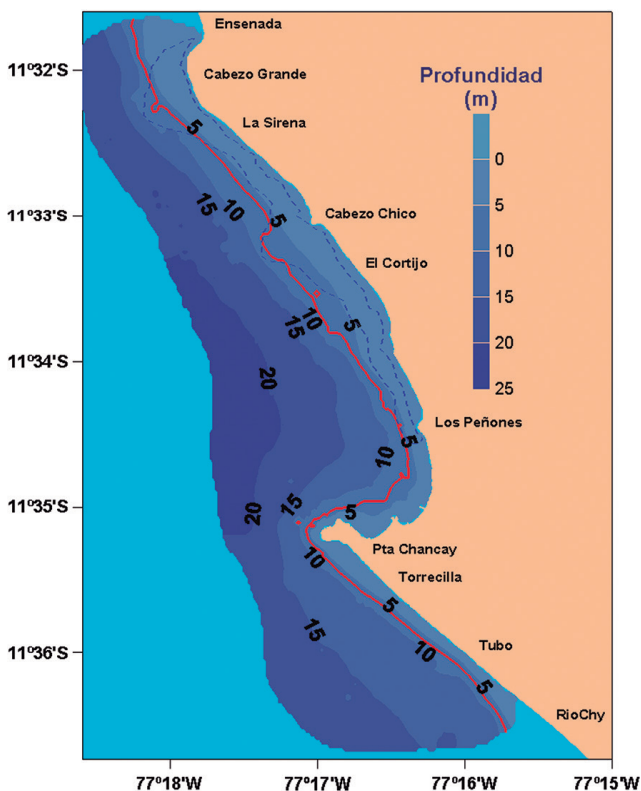 Ensenada
11º32'S
Cabezo Grande
Profundidad
(m)
La Sirena
5
0
15
10
5
5
11º33'S
Cabezo Chico
10
El Cortijo
15
15
10
5
20
11º34'S
20
25
Los Peñones
10
5
15
5
20
11º35'S
Pta Chancay
10
Torrecilla
5
15
10
Tubo
11º36'S
5
RioChy
77º18'W
77º17'W
77º16'W
77º15'W